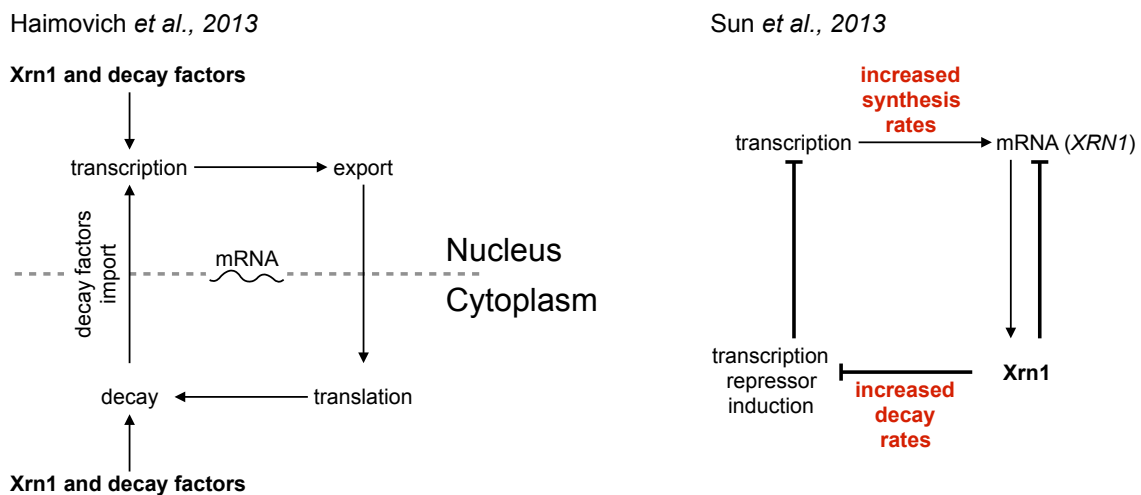 Haimovich et al., 2013
Xrn1 and decay factors
transcription
export
decay factors
import
mRNA
Nucleus
Cytoplasm
decay
translation
Xrn1 and decay factors
Sun et al., 2013
increased
synthesis
rates
transcription
mRNA (XRN1)
transcription
repressor
induction
Xrn1
increased
decay
rates